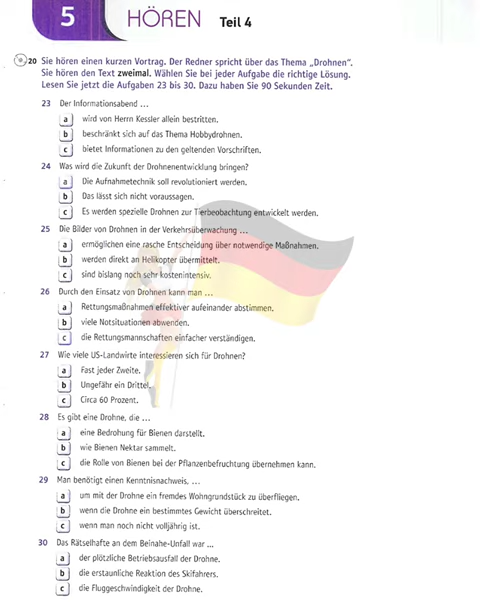 5 HÖREN Teil 4
20 Sie hören einen kurzen Vortrag. Der Redner spricht über das Thema „Drohnen“.
Sie hören den Text zweimal. Wählen Sie bei jeder Aufgabe die richtige Lösung.
Lesen Sie jetzt die Aufgaben 23 bis 30. Dazu haben Sie 90 Sekunden Zeit.
23 Der Informationsabend ...
a wird von Herrn Kessler allein bestritten.
b beschränkt sich auf das Thema Hobbydrohnen.
c bietet Informationen zu den geltenden Vorschriften.
24 Was wird die Zukunft der Drohnenentwicklung bringen?
a Die Aufnahmetechnik soll revolutioniert werden.
b Das lässt sich nicht voraussagen.
c Es werden spezielle Drohnen zur Tierbeobachtung entwickelt werden.
25 Die Bilder von Drohnen in der Verkehrsüberwachung ...
a ermöglichen eine rasche Entscheidung über notwendige Maßnahmen.
b werden direkt an Helikopter übermittelt.
c sind bislang noch sehr kostenintensiv.
26 Durch den Einsatz von Drohnen kann man ...
a Rettungsmaßnahmen effektiver aufeinander abstimmen.
b viele Notsituationen abwenden.
c die Rettungsmannschaften einfacher verständigen.
27 Wie viele US-Landwirte interessieren sich für Drohnen?
a Fast jeder Zweite.
b Ungefähr ein Drittel.
c Circa 60 Prozent.
28 Es gibt eine Drohne, die ...
a eine Bedrohung für Bienen darstellt.
b wie Bienen Nektar sammelt.
c die Rolle von Bienen bei der Pflanzenbefruchtung übernehmen kann.
29 Man benötigt einen Kenntnisnachweis, ...
a um mit der Drohne ein fremdes Wohngrundstück zu überfliegen.
b wenn die Drohne ein bestimmtes Gewicht überschreitet.
c wenn man noch nicht volljährig ist.
30 Das Rätselhafte an dem Beinahe-Unfall war ...
a der plötzliche Betriebsausfall der Drohne.
b die erstaunliche Reaktion des Skifahrers.
c die Fluggeschwindigkeit der Drohne.